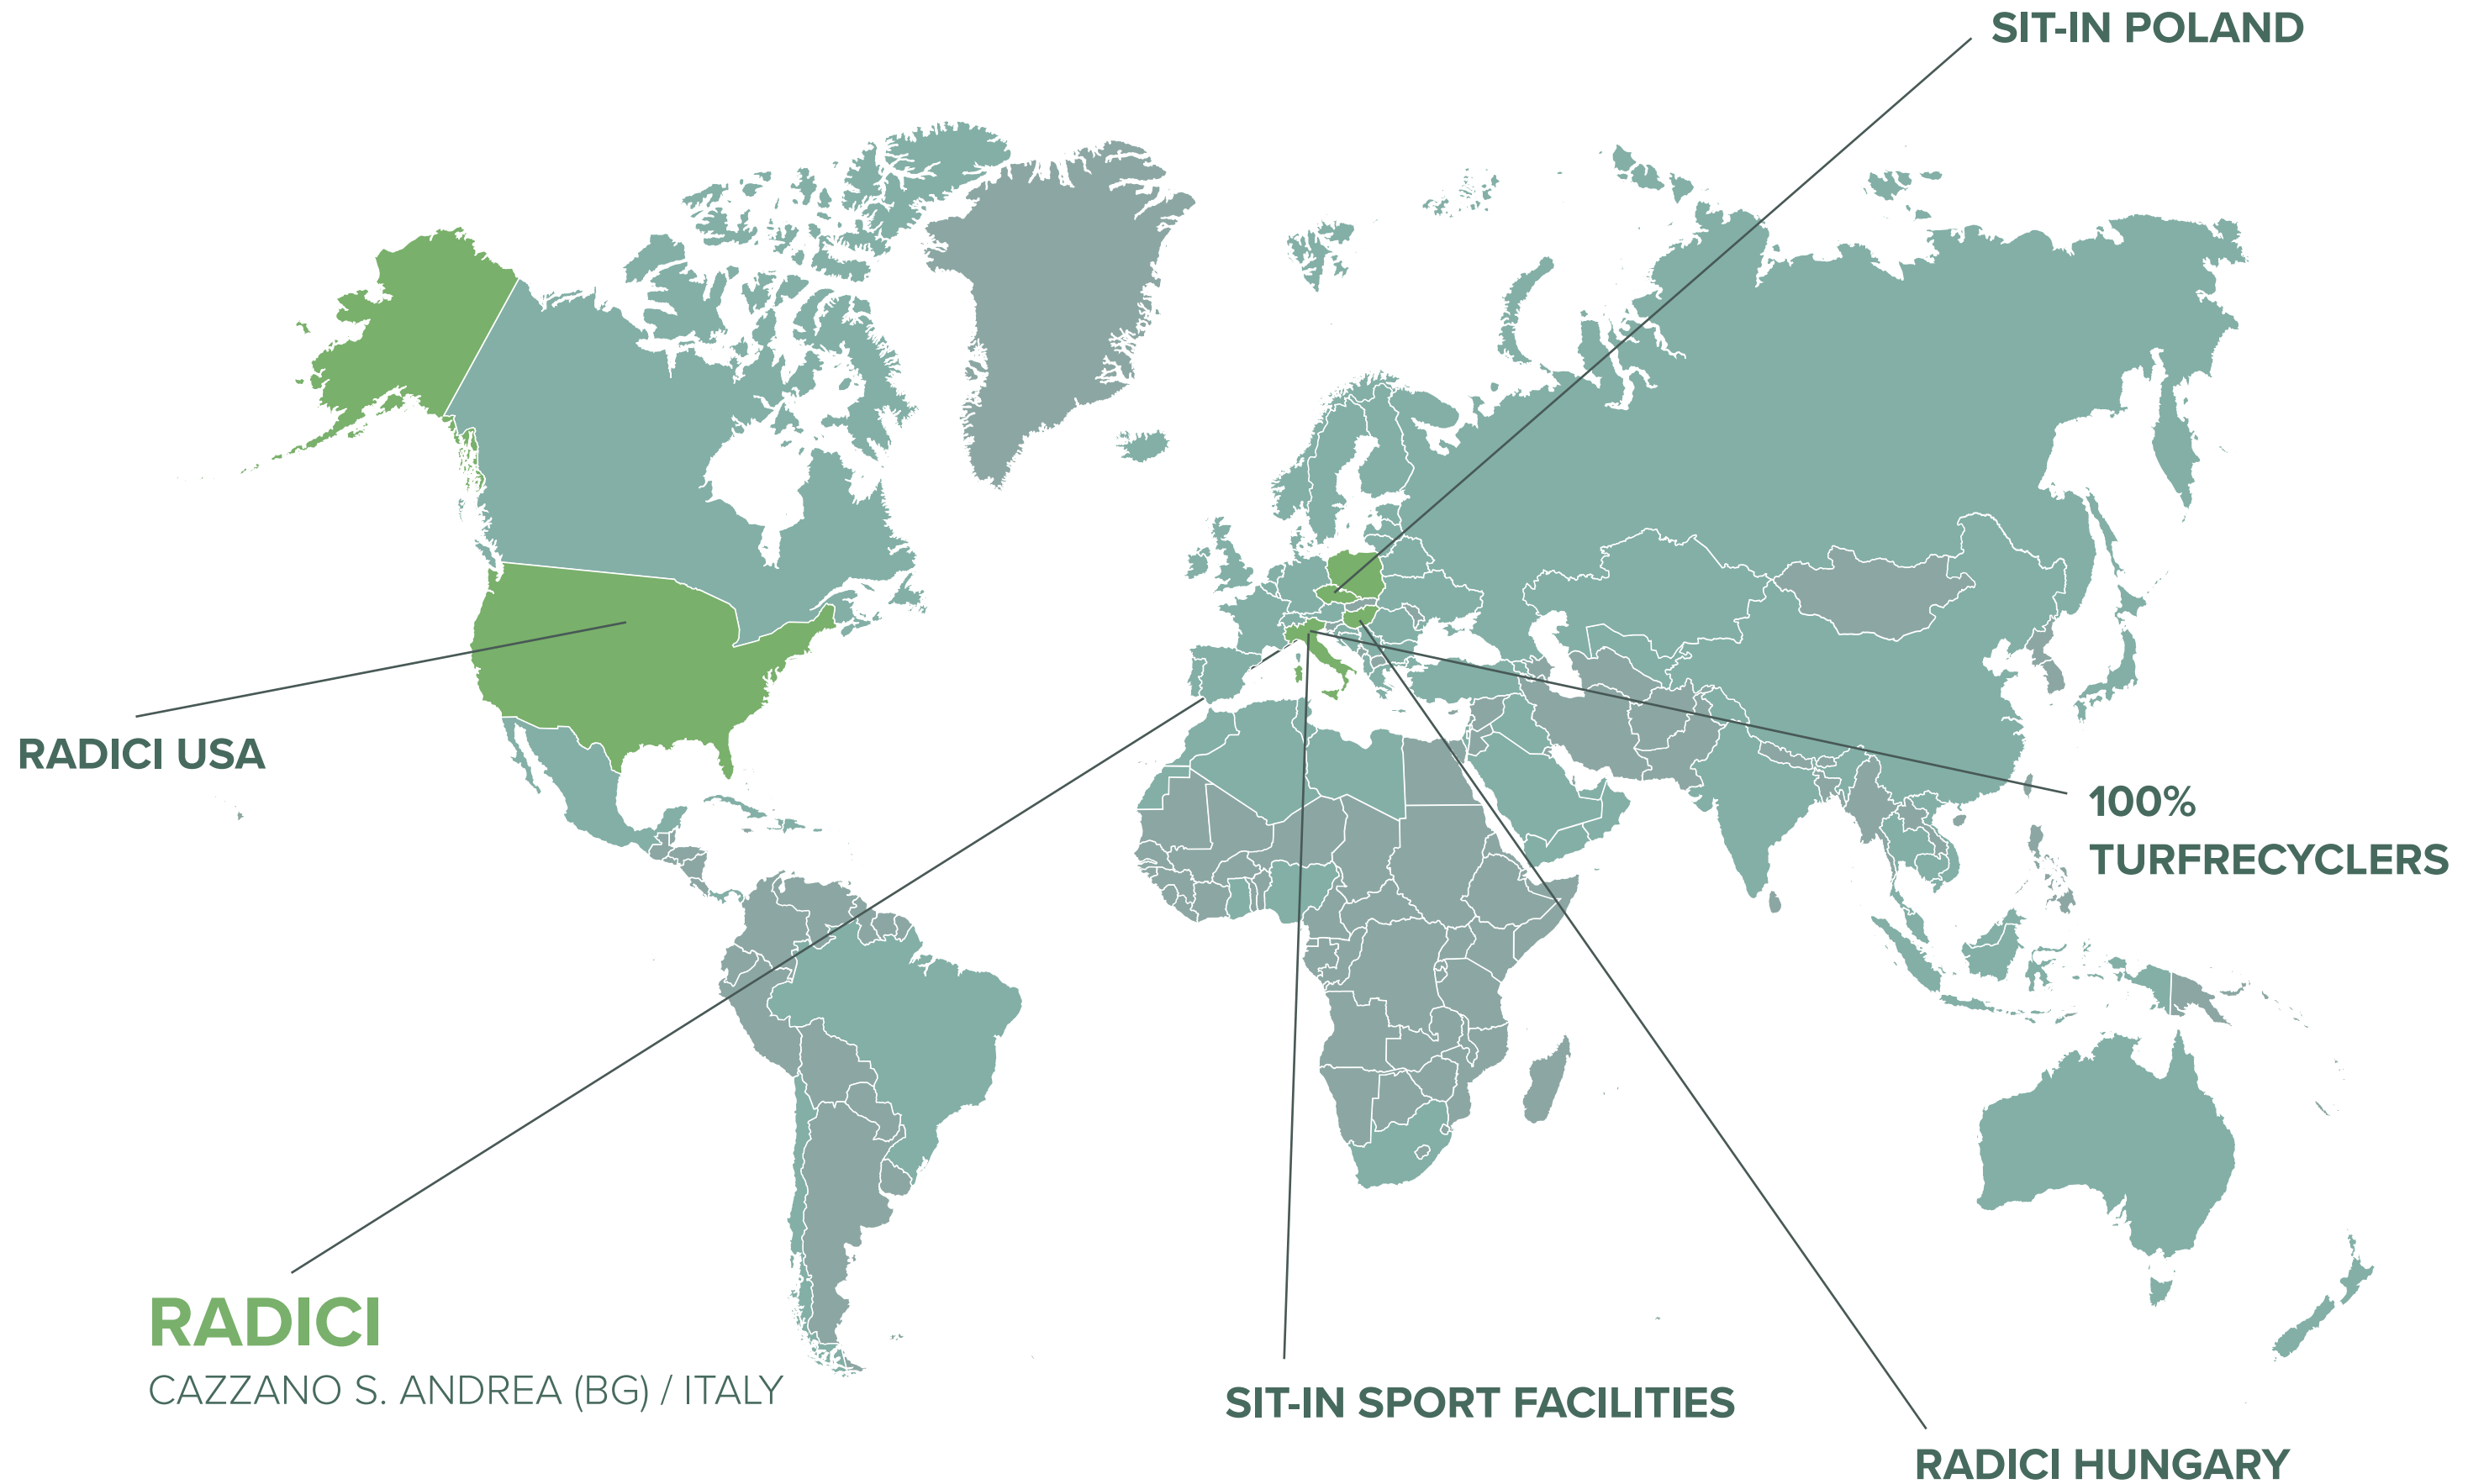 SIT-IN POLAND
RADICI USA
100%
TURFRECYCLERS
RADICI
CAZZANO S. ANDREA (BG) / ITALY
SIT-IN SPORT FACILITIES
RADICI HUNGARY